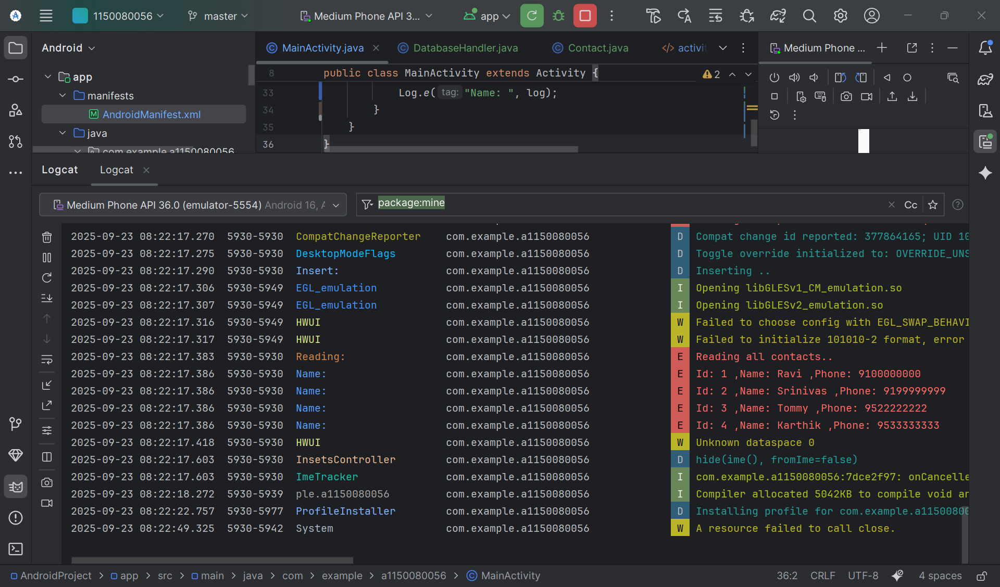 1150080056
master
Medium Phone API 3...
app
Android
MainActivity.java
DatabaseHandler.java
Contact.java
activit
Medium Phone ...
app
manifests
AndroidManifest.xml
java
com.example.a1150080056
8 public class MainActivity extends Activity {
2
33 Log.e( tag: "Name: ", log);
34 }
35 }
36 }
Logcat
Logcat
Medium Phone API 36.0 (emulator-5554) Android 16, A
package:mine
Cc
2025-09-23 08:22:17.270 5930-5930 CompatChangeReporter com.example.a1150080056 D Compat change id reported: 377864165; UID 10
2025-09-23 08:22:17.275 5930-5930 DesktopModeFlags com.example.a1150080056 D Toggle override initialized to: OVERRIDE_UNS
2025-09-23 08:22:17.290 5930-5930 Insert: com.example.a1150080056 D Inserting ..
2025-09-23 08:22:17.306 5930-5949 EGL_emulation com.example.a1150080056 I Opening libGLESv1_CM_emulation.so
2025-09-23 08:22:17.307 5930-5949 EGL_emulation com.example.a1150080056 I Opening libGLESv2_emulation.so
2025-09-23 08:22:17.316 5930-5949 HWUI com.example.a1150080056 W Failed to choose config with EGL_SWAP_BEHAVI
2025-09-23 08:22:17.317 5930-5949 HWUI com.example.a1150080056 W Failed to initialize 101010-2 format, error
2025-09-23 08:22:17.383 5930-5930 Reading: com.example.a1150080056 E Reading all contacts..
2025-09-23 08:22:17.386 5930-5930 Name: com.example.a1150080056 E Id: 1 ,Name: Ravi ,Phone: 9100000000
2025-09-23 08:22:17.386 5930-5930 Name: com.example.a1150080056 E Id: 2 ,Name: Srinivas ,Phone: 9199999999
2025-09-23 08:22:17.386 5930-5930 Name: com.example.a1150080056 E Id: 3 ,Name: Tommy ,Phone: 9522222222
2025-09-23 08:22:17.386 5930-5930 Name: com.example.a1150080056 E Id: 4 ,Name: Karthik ,Phone: 9533333333
2025-09-23 08:22:17.418 5930-5930 HWUI com.example.a1150080056 W Unknown dataspace 0
2025-09-23 08:22:17.603 5930-5930 InsetsController com.example.a1150080056 D hide(ime(), fromIme=false)
2025-09-23 08:22:17.603 5930-5930 ImeTracker com.example.a1150080056 I com.example.a1150080056:7dce2f97: onCancelle
2025-09-23 08:22:18.272 5930-5939 ple.a1150080056 com.example.a1150080056 I Compiler allocated 5042KB to compile void an
2025-09-23 08:22:22.757 5930-5977 ProfileInstaller com.example.a1150080056 D Installing profile for com.example.a11500800
2025-09-23 08:22:49.325 5930-5942 System com.example.a1150080056 W A resource failed to call close.
AndroidProject > app > src > main > java > com > example > a1150080056 > MainActivity
36:2 CRLF UTF-8 4 spaces